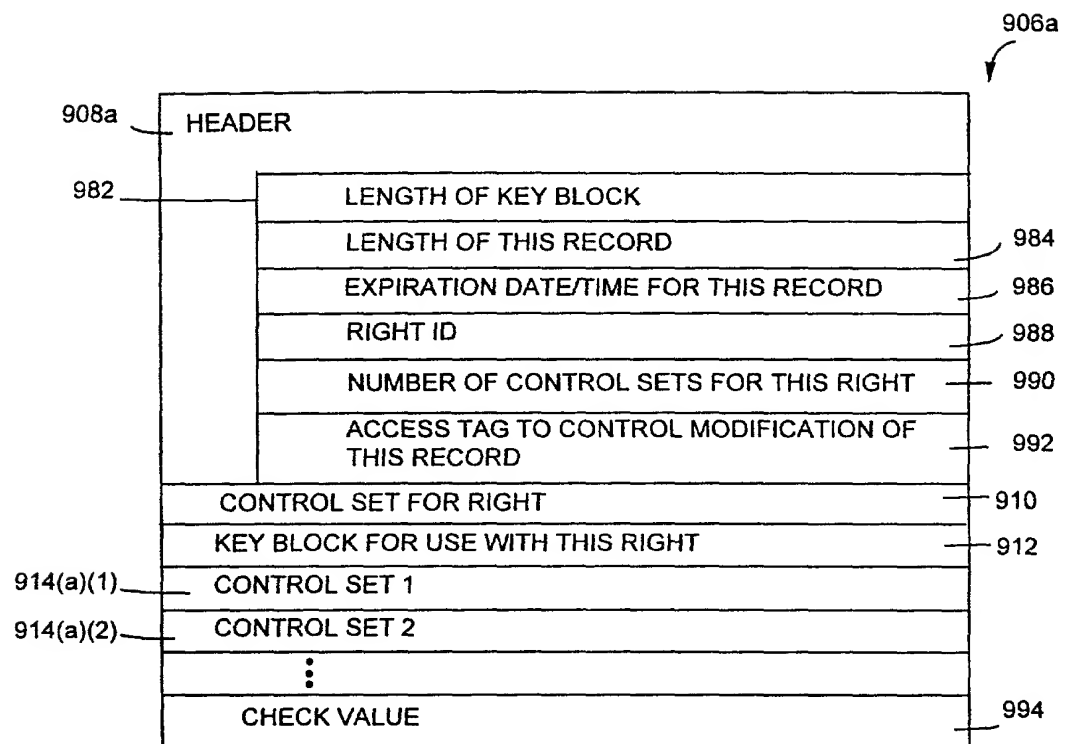 906a
908a
HEADER
982
LENGTH OF KEY BLOCK
LENGTH OF THIS RECORD
984
EXPIRATION DATE/TIME FOR THIS RECORD
986
RIGHT ID
988
NUMBER OF CONTROL SETS FOR THIS RIGHT
990
ACCESS TAG TO CONTROL MODIFICATION OF
THIS RECORD
992
CONTROL SET FOR RIGHT
910
KEY BLOCK FOR USE WITH THIS RIGHT
912
914(a)(1)
CONTROL SET 1
914(a)(2)
CONTROL SET 2
CHECK VALUE
994